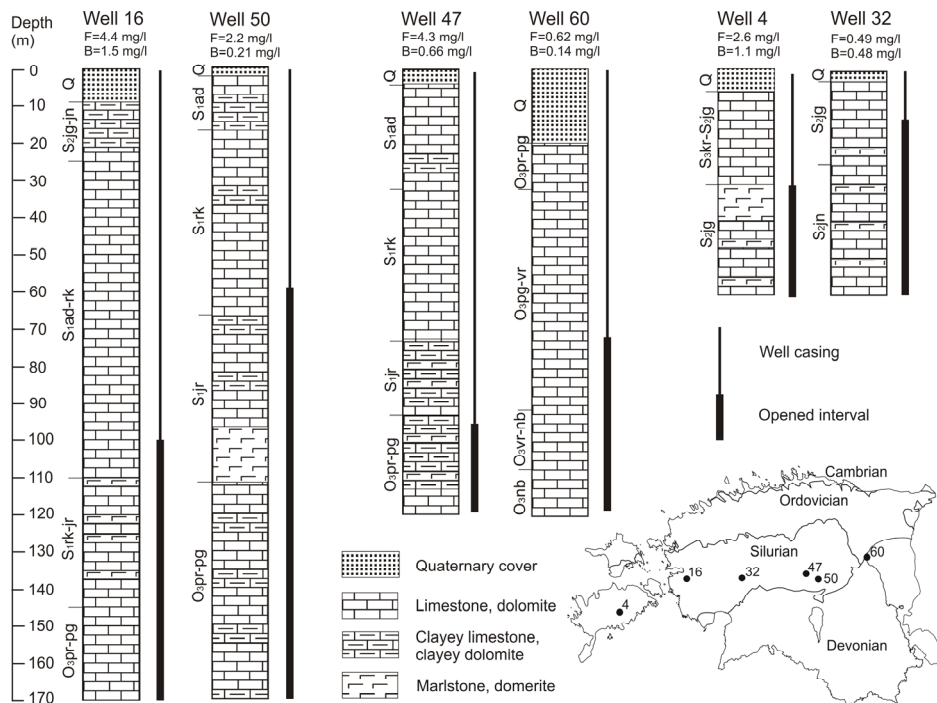 Depth
(m)
Well 16
F=4.4 mg/l
B=1.5 mg/l
Well 50
F=2.2 mg/l
B=0.21 mg/l
Well 47
F=4.3 mg/l
B=0.66 mg/l
Well 60
F=0.62 mg/l
B=0.14 mg/l
Well 4
F=2.6 mg/l
B=1.1 mg/l
Well 32
F=0.49 mg/l
B=0.48 mg/l
0
10
20
30
40
50
60
70
80
90
100
110
120
130
140
150
160
170
Q
S₂jg-jn
S₁ad-rk
S₁rk-jr
O₃pr-pg
Q
S₁ad
S₁rk
S₁jr
O₃pr-pg
Q
S₁ad
S₁rk
S₁jr
O₃pr-pg
Q
O₃pr-pg
O₃pg-vr
O₃vr-nb
O₃nb
Q
S₃kr-S₂jg
S₂jg
Q
S₂jg
S₂jn
Well casing
Opened interval
Quaternary cover
Limestone, dolomite
Clayey limestone,
clayey dolomite
Marlstone, domerite
Cambrian
Ordovician
Silurian
Devonian
16
32
47
50
60
4